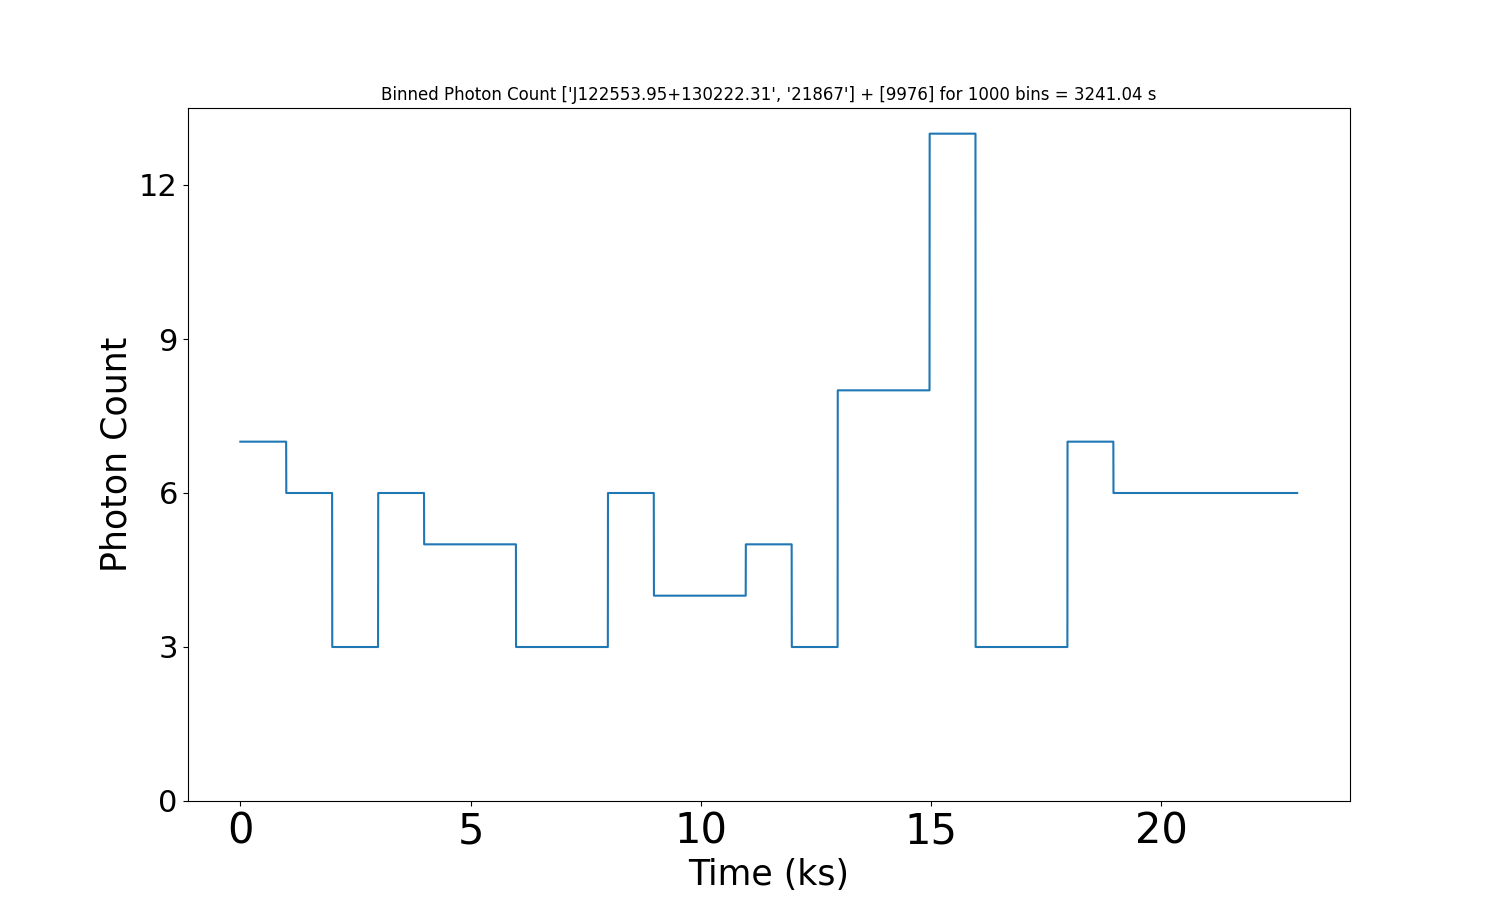 Binned Photon Count ['J122553.95+130222.31', '21867'] + [9976] for 1000 bins = 3241.04 s
12
9
6
3
0
Photon Count
0 5 10 15 20
Time (ks)